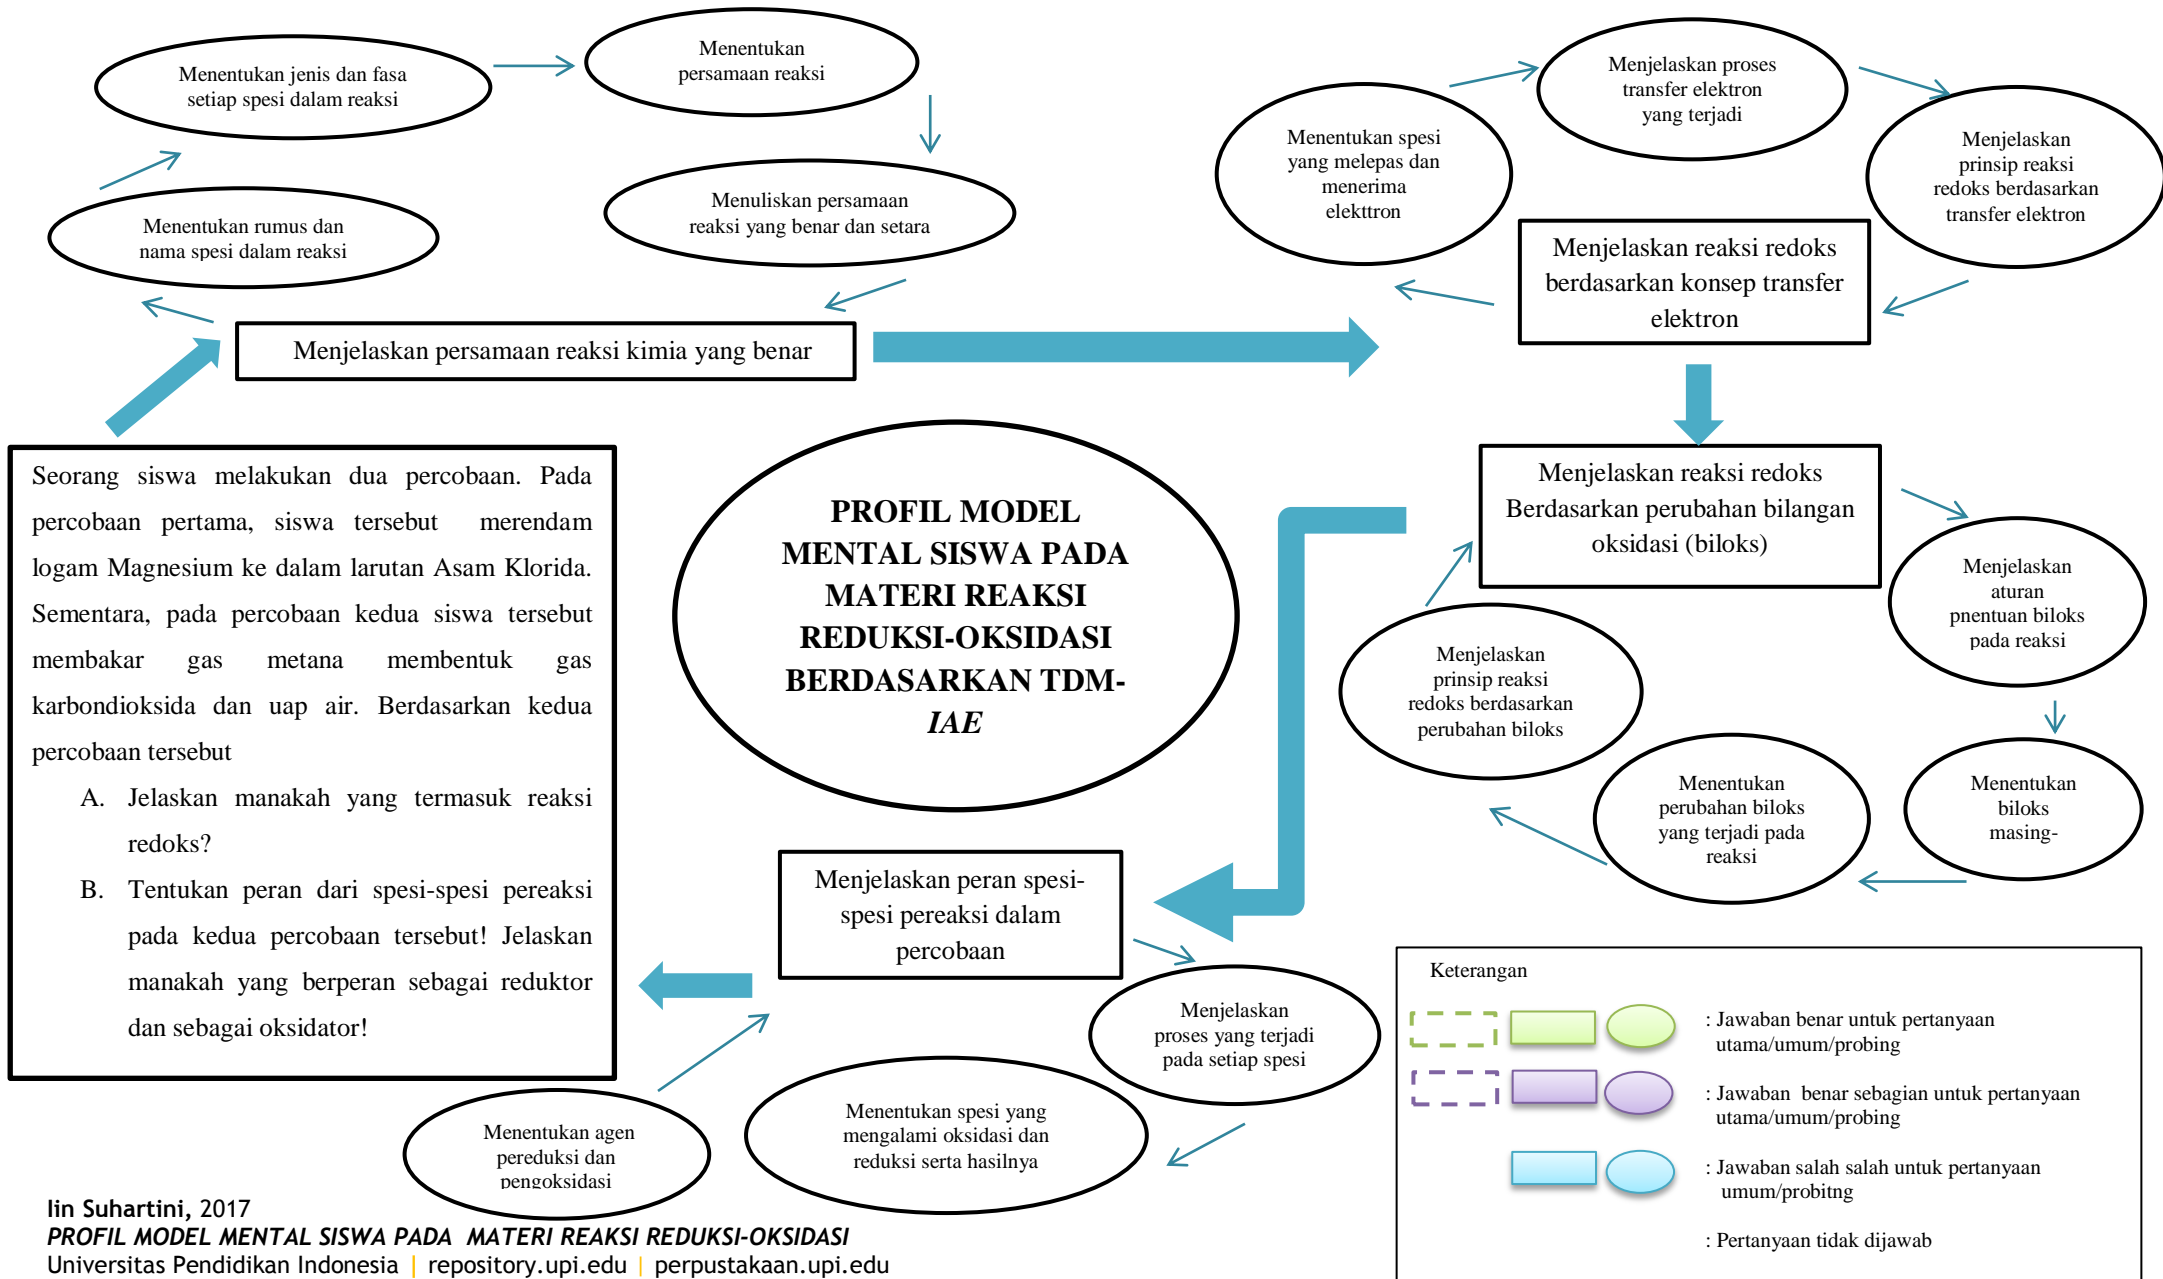 Menentukan jenis dan fasa
setiap spesi dalam reaksi
Menentukan
persamaan reaksi
Menentukan rumus dan
nama spesi dalam reaksi
Menuliskan persamaan
reaksi yang benar dan setara
Menjelaskan persamaan reaksi kimia yang benar
Menentukan spesi
yang melepas dan
menerima
elekttron
Menjelaskan proses
transfer elektron
yang terjadi
Menjelaskan
prinsip reaksi
redoks berdasarkan
transfer elektron
Menjelaskan reaksi redoks
berdasarkan konsep transfer
elektron
Seorang siswa melakukan dua percobaan. Pada
percobaan pertama, siswa tersebut merendam
logam Magnesium ke dalam larutan Asam Klorida.
Sementara, pada percobaan kedua siswa tersebut
membakar gas metana membentuk gas
karbondioksida dan uap air. Berdasarkan kedua
percobaan tersebut
A. Jelaskan manakah yang termasuk reaksi
redoks?
B. Tentukan peran dari spesi-spesi pereaksi
pada kedua percobaan tersebut! Jelaskan
manakah yang berperan sebagai reduktor
dan sebagai oksidator!
PROFIL MODEL
MENTAL SISWA PADA
MATERI REAKSI
REDUKSI-OKSIDASI
BERDASARKAN TDM-
IAE
Menjelaskan reaksi redoks
Berdasarkan perubahan bilangan
oksidasi (biloks)
Menjelaskan
aturan
pnentuan biloks
pada reaksi
Menentukan
biloks
masing-
Menentukan
perubahan biloks
yang terjadi pada
reaksi
Menjelaskan
prinsip reaksi
redoks berdasarkan
perubahan biloks
Menjelaskan peran spesi-
spesi pereaksi dalam
percobaan
Menjelaskan
proses yang terjadi
pada setiap spesi
Menentukan spesi yang
mengalami oksidasi dan
reduksi serta hasilnya
Menentukan agen
pereduksi dan
pengoksidasi
Keterangan
: Jawaban benar untuk pertanyaan
utama/umum/probing
: Jawaban benar sebagian untuk pertanyaan
utama/umum/probing
: Jawaban salah salah untuk pertanyaan
umum/probitng
: Pertanyaan tidak dijawab
Iin Suhartini, 2017
PROFIL MODEL MENTAL SISWA PADA MATERI REAKSI REDUKSI-OKSIDASI
Universitas Pendidikan Indonesia | repository.upi.edu | perpustakaan.upi.edu